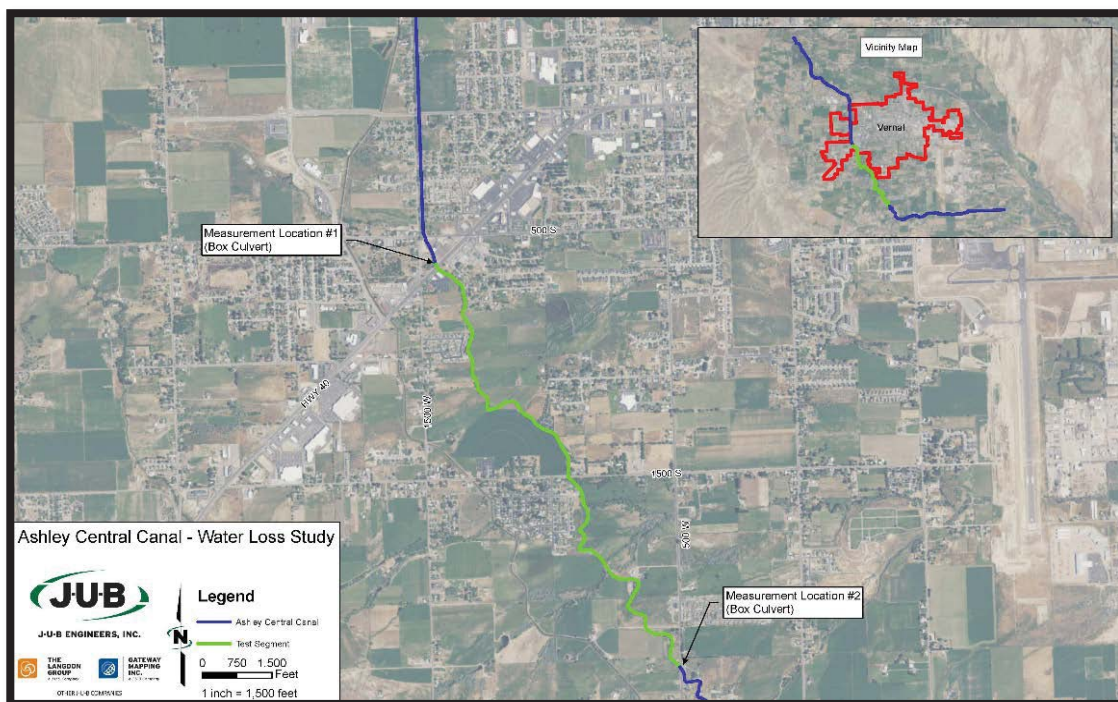 Vicinity Map
Vernal
Measurement Location #1
(Box Culvert)
500 S
HWY 40
1500 W
1500 S
500 W
Measurement Location #2
(Box Culvert)
Ashley Central Canal - Water Loss Study
J·U·B
J·U·B ENGINEERS, INC.
THE
LANGDON
GROUP
GATEWAY
MAPPING
INC.
OTHER J·U·B COMPANIES
Legend
Ashley Central Canal
Test Segment
N
0 750 1,500
Feet
1 inch = 1,500 feet